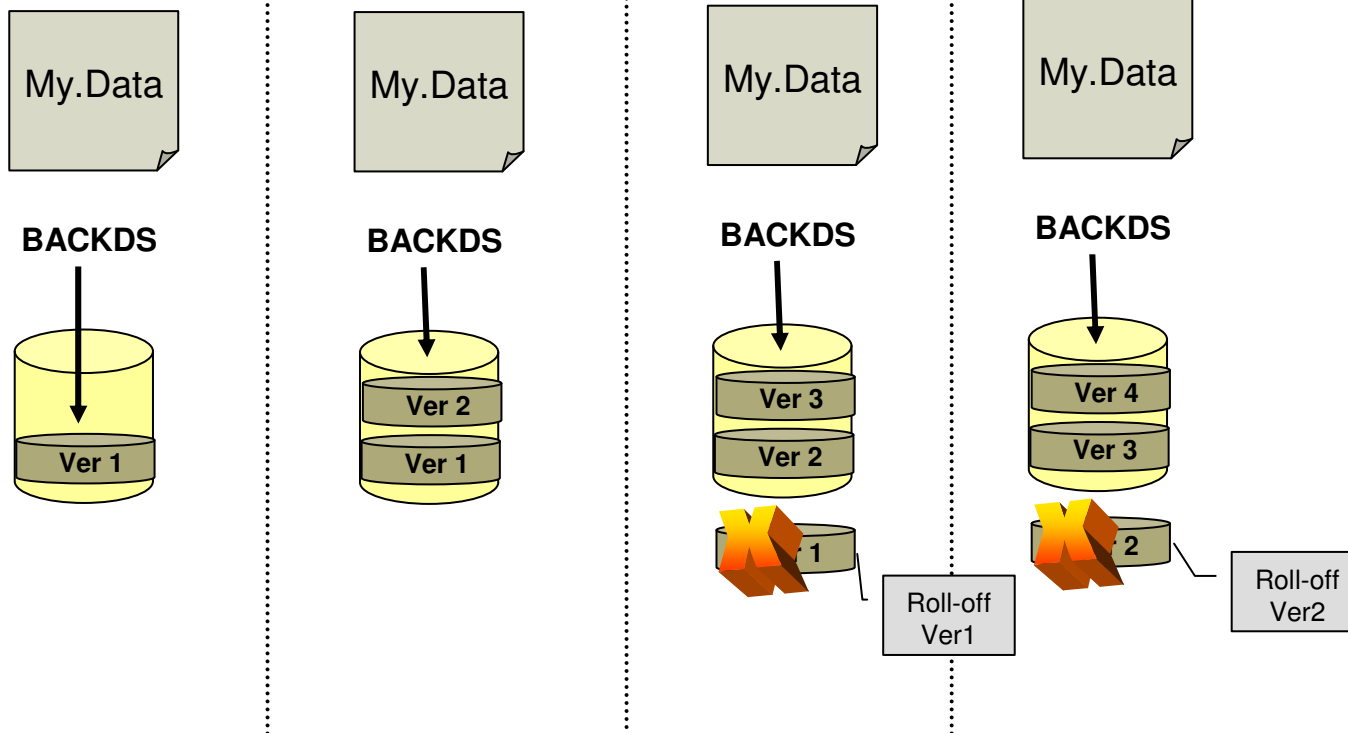 My.Data
BACKDS
Ver 1
My.Data
BACKDS
Ver 2
Ver 1
My.Data
BACKDS
Ver 3
Ver 2
1
Roll-off
Ver1
My.Data
BACKDS
Ver 4
Ver 3
2
Roll-off
Ver2